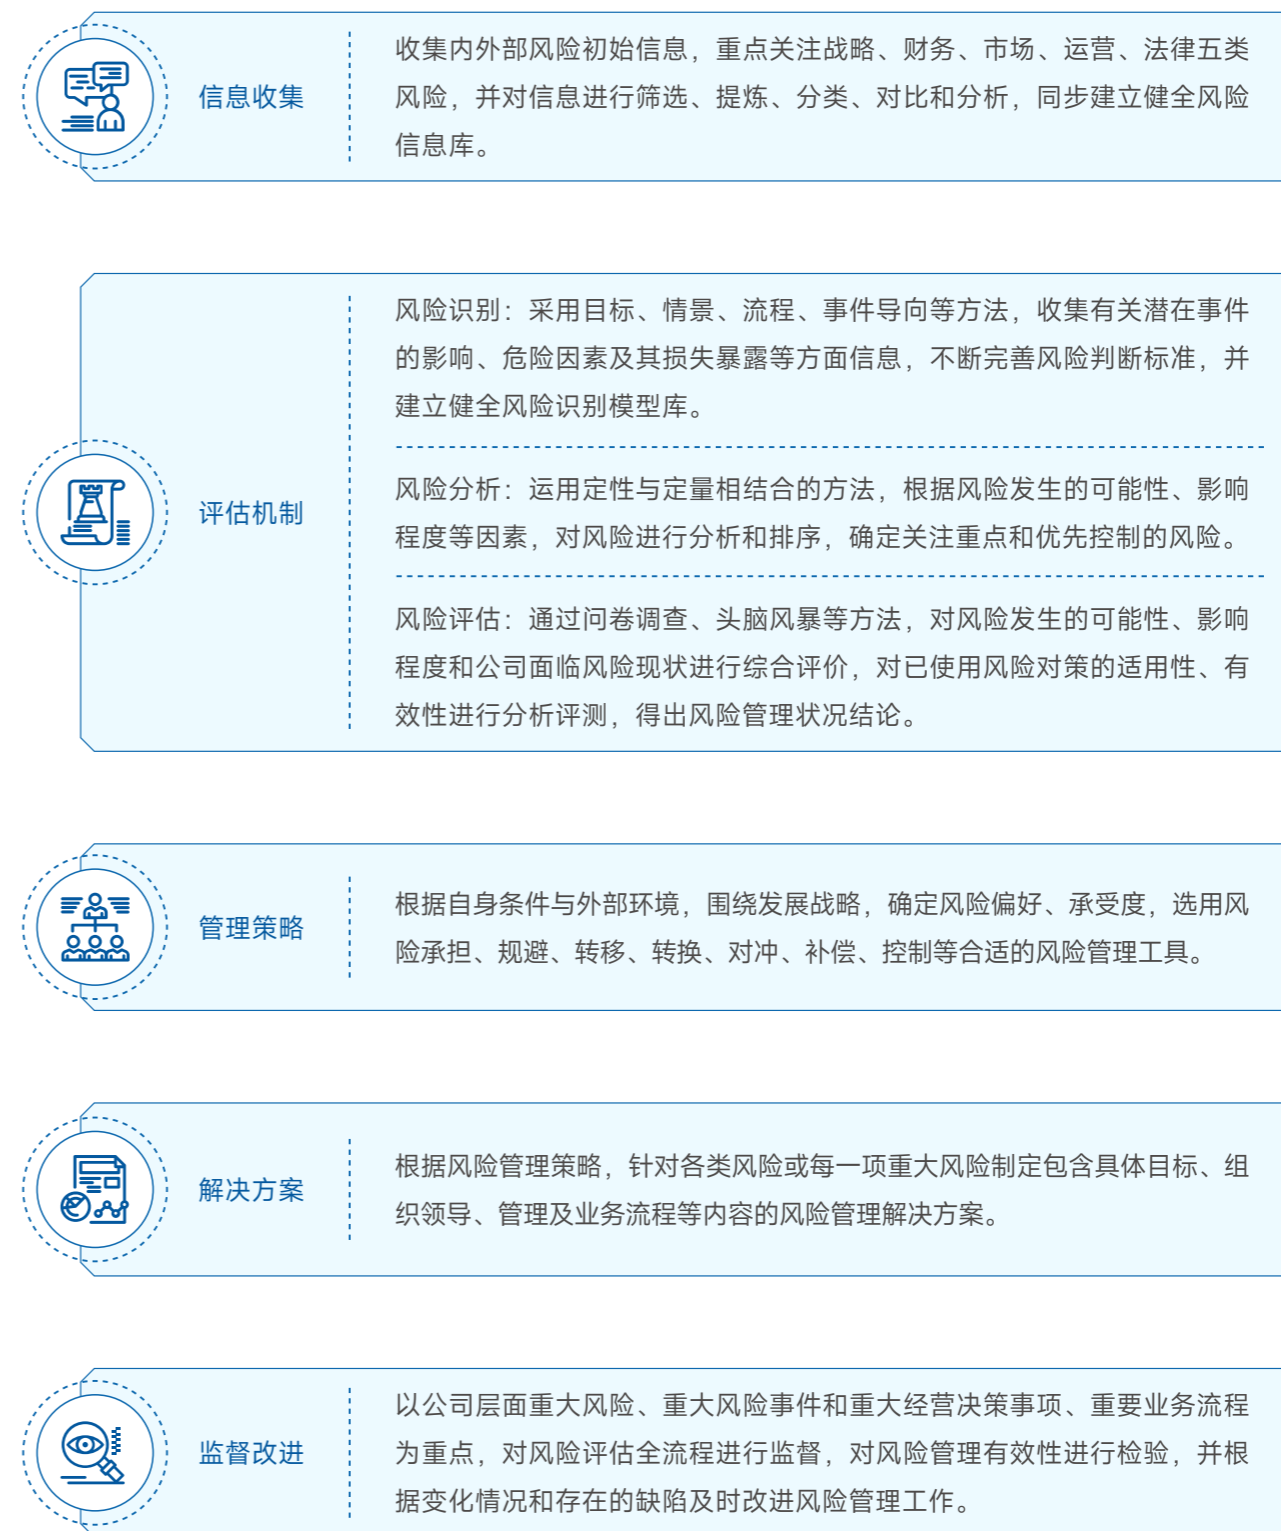 信息收集
收集内外部风险初始信息，重点关注战略、财务、市场、运营、法律五类
风险，并对信息进行筛选、提炼、分类、对比和分析，同步建立健全风险
信息库。
评估机制
风险识别：采用目标、情景、流程、事件导向等方法，收集有关潜在事件
的影响、危险因素及其损失暴露等方面信息，不断完善风险判断标准，并
建立健全风险识别模型库。
风险分析：运用定性与定量相结合的方法，根据风险发生的可能性、影响
程度等因素，对风险进行分析和排序，确定关注重点和优先控制的风险。
风险评估：通过问卷调查、头脑风暴等方法，对风险发生的可能性、影响
程度和公司面临风险现状进行综合评价，对已使用风险对策的适用性、有
效性进行分析评测，得出风险管理状况结论。
管理策略
根据自身条件与外部环境，围绕发展战略，确定风险偏好、承受度，选用风
险承担、规避、转移、转换、对冲、补偿、控制等合适的风险管理工具。
解决方案
根据风险管理策略，针对各类风险或每一项重大风险制定包含具体目标、组
织领导、管理及业务流程等内容的风险管理解决方案。
监督改进
以公司层面重大风险、重大风险事件和重大经营决策事项、重要业务流程
为重点，对风险评估全流程进行监督，对风险管理有效性进行检验，并根
据变化情况和存在的缺陷及时改进风险管理工作。